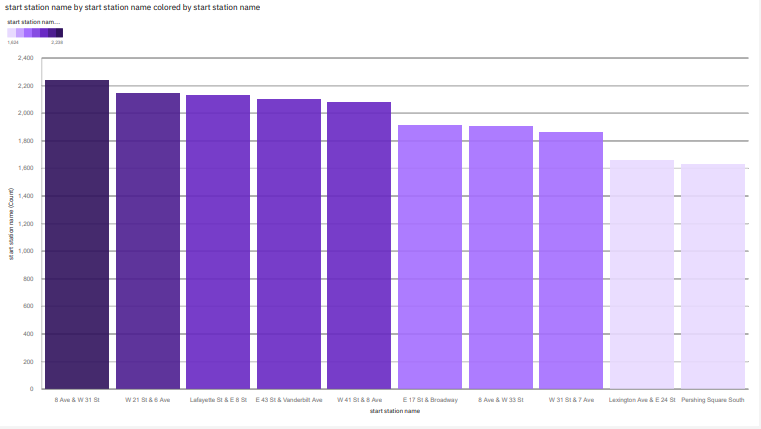 start station name by start station name colored by start station name
start station nam...
1,634 2,238
2,400
2,200
2,000
1,800
1,600
1,400
1,200
1,000
800
600
400
200
0
start station name (Count)
8 Ave & W 31 St W 21 St & 6 Ave Lafayette St & E 8 St E 43 St & Vanderbilt Ave W 41 St & 8 Ave E 17 St & Broadway 8 Ave & W 33 St W 31 St & 7 Ave Lexington Ave & E 24 St Pershing Square South
start station name